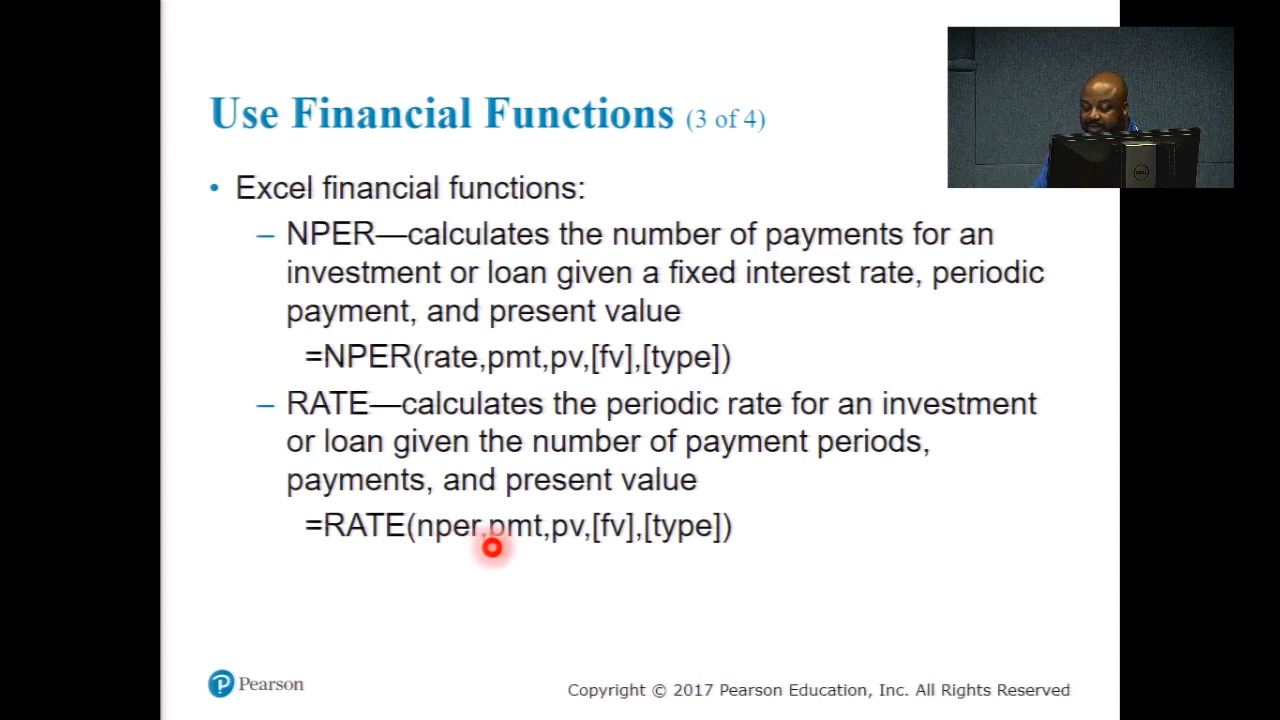 Use Financial Functions (3 of 4)
• Excel financial functions:
– NPER—calculates the number of payments for an
investment or loan given a fixed interest rate, periodic
payment, and present value
=NPER(rate,pmt,pv,[fv],[type])
– RATE—calculates the periodic rate for an investment
or loan given the number of payment periods,
payments, and present value
=RATE(nper,pmt,pv,[fv],[type])
Pearson
Copyright © 2017 Pearson Education, Inc. All Rights Reserved